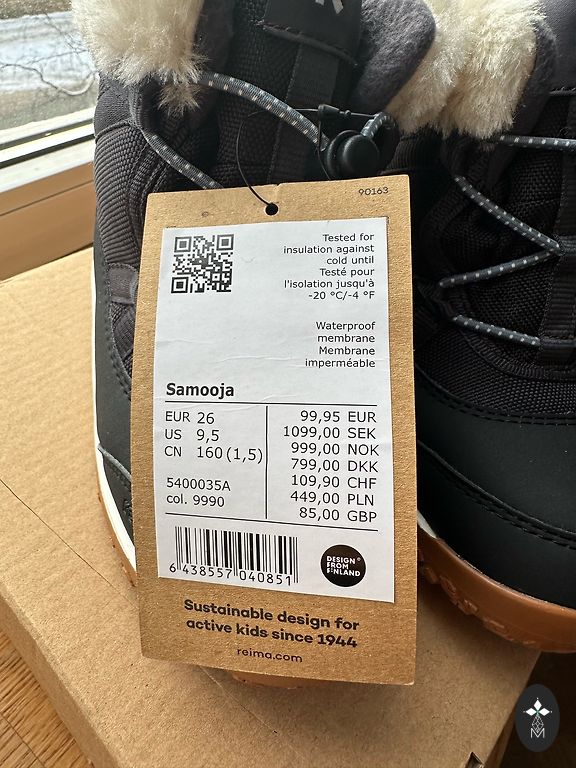 90163
Tested for
insulation against
cold until
Testé pour
l'isolation jusqu'à
-20 °C/-4 °F
Waterproof
membrane
Membrane
imperméable
Samooja
EUR 26
US 9,5
CN 160 (1,5)
5400035A
col. 9990
99,95 EUR
1099,00 SEK
999,00 NOK
799,00 DKK
109,90 CHF
449,00 PLN
85,00 GBP
6 438557 040851
DESIGN
FROM
FINLAND
Sustainable design for
active kids since 1944
reima.com